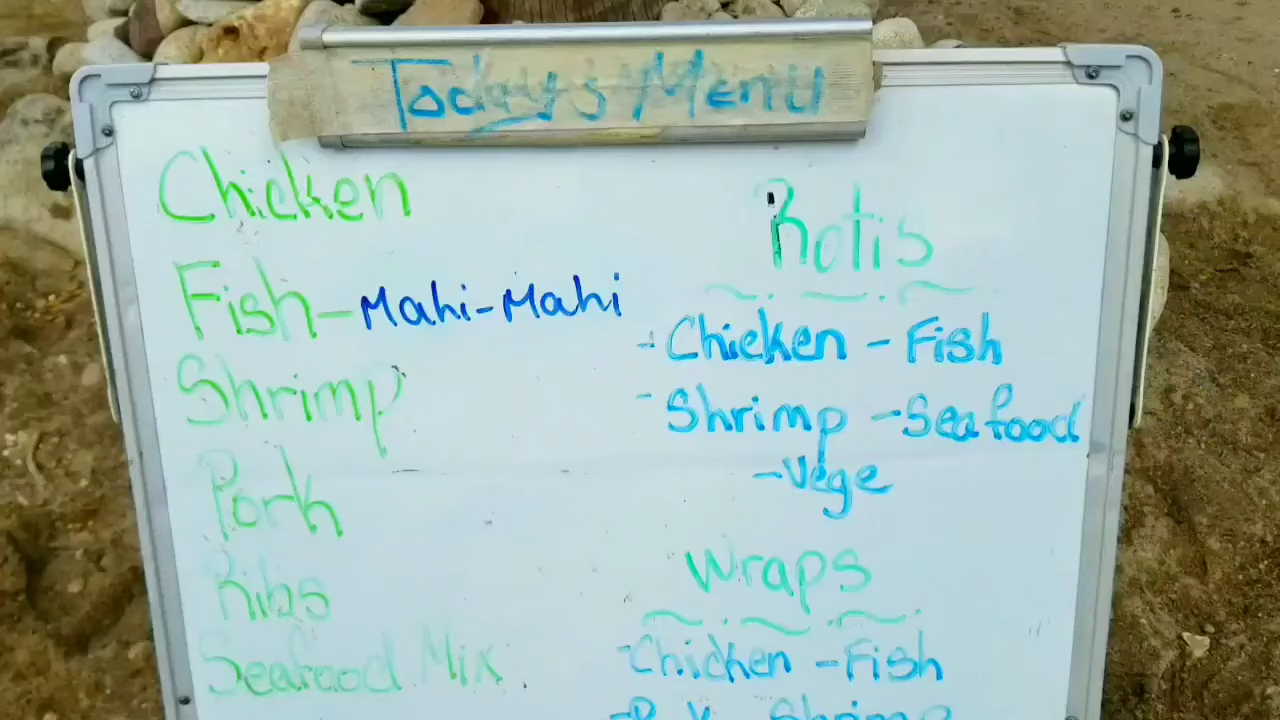 Today's Menu
Chicken
Fish-Mahi-Mahi
Shrimp
Pork
Ribs
Seafood Mix
Rotis
-Chicken -Fish
-Shrimp -Seafood
-Vege
Wraps
-Chicken -Fish
- Shrimp